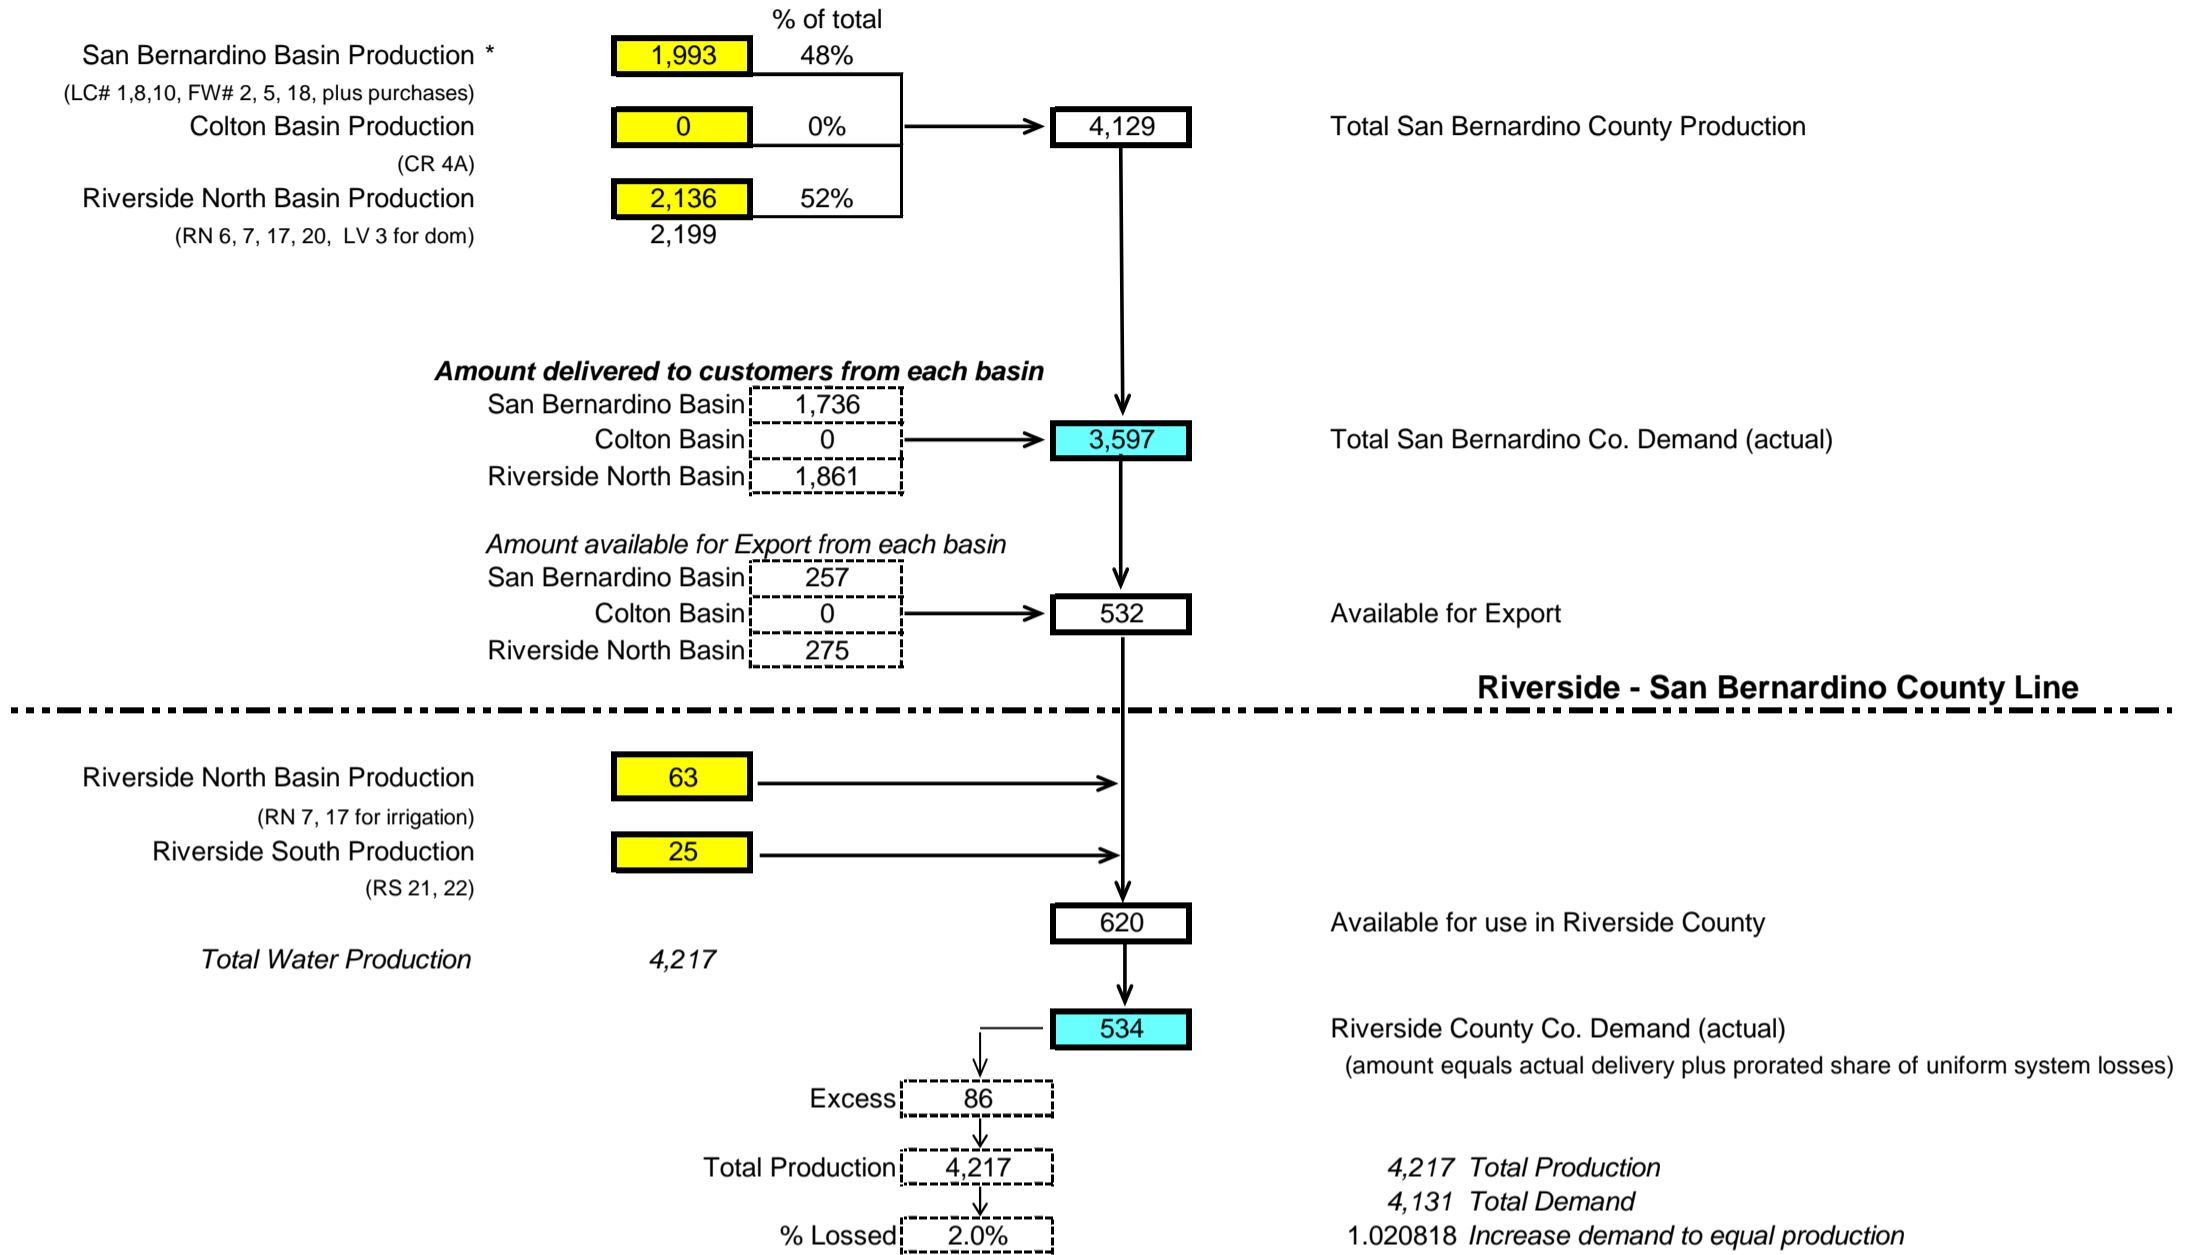 % of total
San Bernardino Basin Production * 1,993 48%
(LC# 1,8,10, FW# 2, 5, 18, plus purchases)
Colton Basin Production 0 0% 4,129 Total San Bernardino County Production
(CR 4A)
Riverside North Basin Production 2,136 52%
(RN 6, 7, 17, 20, LV 3 for dom) 2,199
Amount delivered to customers from each basin
San Bernardino Basin 1,736
Colton Basin 0 3,597 Total San Bernardino Co. Demand (actual)
Riverside North Basin 1,861
Amount available for Export from each basin
San Bernardino Basin 257
Colton Basin 0 532 Available for Export
Riverside North Basin 275
Riverside - San Bernardino County Line
Riverside North Basin Production 63
(RN 7, 17 for irrigation)
Riverside South Production 25
(RS 21, 22)
620 Available for use in Riverside County
Total Water Production 4,217
534 Riverside County Co. Demand (actual)
(amount equals actual delivery plus prorated share of uniform system losses)
Excess 86
Total Production 4,217 4,217 Total Production
4,131 Total Demand
% Lossed 2.0% 1.020818 Increase demand to equal production